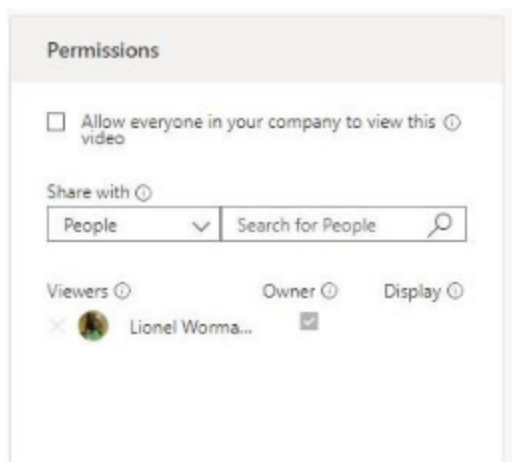 Permissions
Allow everyone in your company to view this
video
Share with
People Search for People
Viewers Owner Display
Lionel Worma...